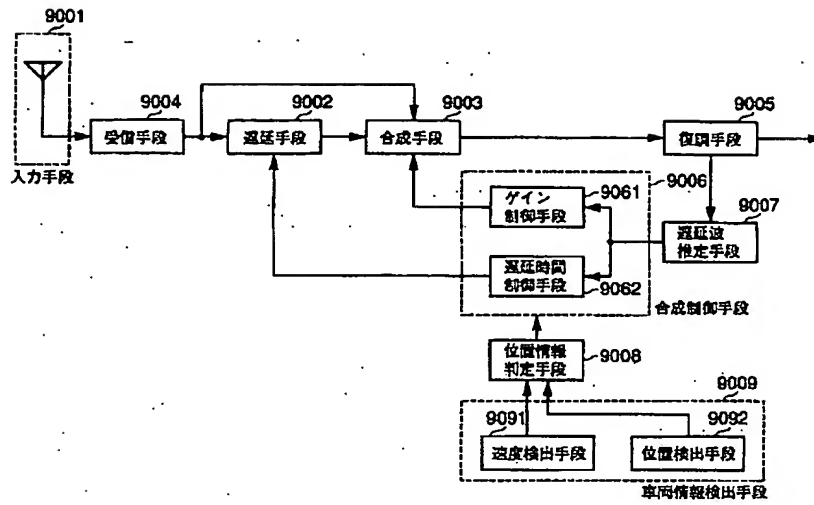 9001
9004
9002
9003
9005
受信手段
遅延手段
合成手段
復調手段
入力手段
9006
9061
ゲイン
制御手段
9007
遅延波
推定手段
遅延時間
制御手段
9062
合成制御手段
位置情報
判定手段
9008
9009
9091
9092
速度検出手段
位置検出手段
車両情報検出手段